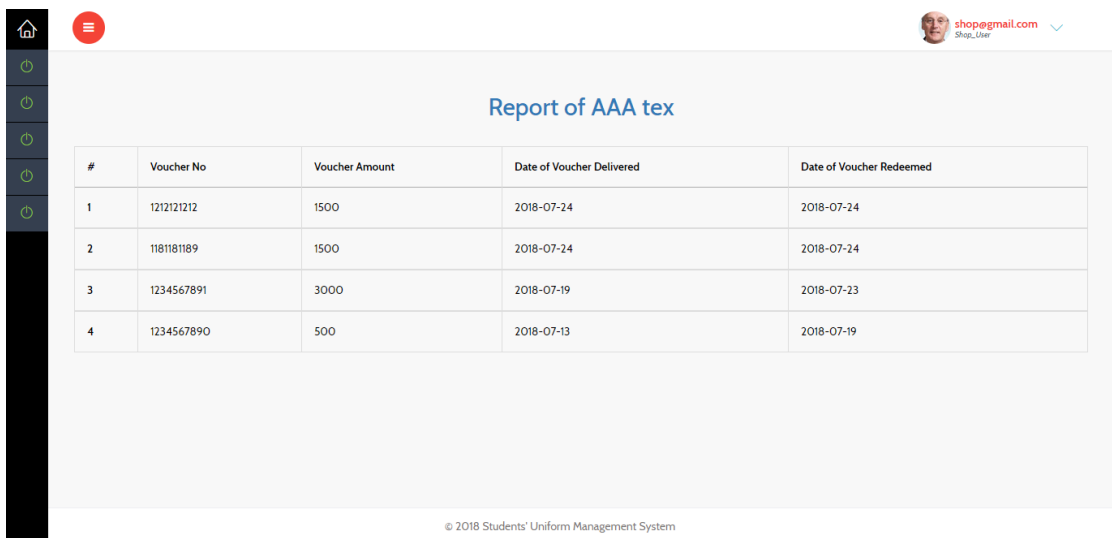 shop@gmail.com
Shop_User
Report of AAA tex
# Voucher No Voucher Amount Date of Voucher Delivered Date of Voucher Redeemed
1 1212121212 1500 2018-07-24 2018-07-24
2 1181181189 1500 2018-07-24 2018-07-24
3 1234567891 3000 2018-07-19 2018-07-23
4 1234567890 500 2018-07-13 2018-07-19
© 2018 Students' Uniform Management System